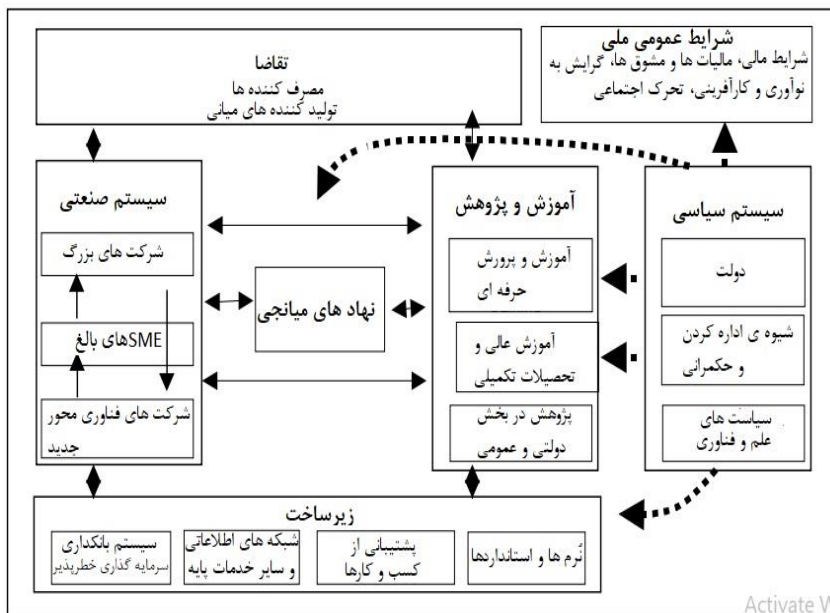 شرایط عمومی ملی
شرایط مالی، مالیات ها و مشوق ها، گرایش به
نوآوری و کارآفرینی، تحرک اجتماعی
تقاضا
مصرف کننده ها
تولید کننده های میانی
سیستم سیاسی
دولت
شیوه ی اداره کردن
و حکمرانی
سیاست های
علم و فناوری
آموزش و پژوهش
آموزش و پرورش
حرفه ای
آموزش عالی و
تحصیلات تکمیلی
پژوهش در بخش
دولتی و عمومی
نهاد های میانجی
سیستم صنعتی
شرکت های بزرگ
SMEهای بالغ
شرکت های فناوری محور
جدید
زیرساخت
نُرم ها و استانداردها
پشتیبانی از
کسب و کارها
شبکه های اطلاعاتی
و سایر خدمات پایه
سیستم بانکداری
سرمایه گذاری خطرپذیر
Activate W